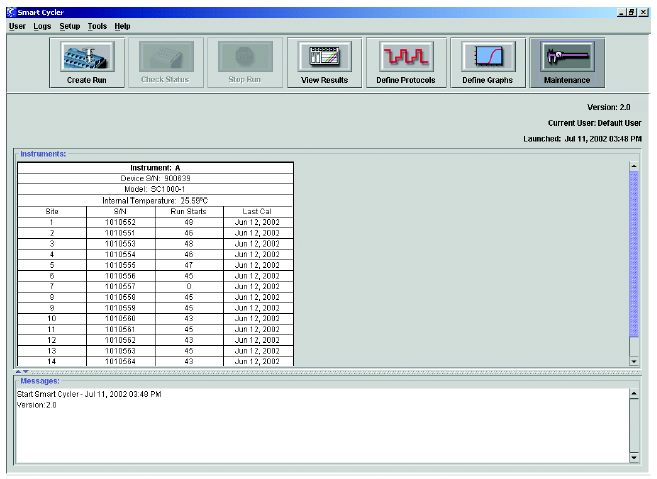 Smart Cycler
User Logs Setup Tools Help
Create Run Check Status Stop Run View Results Define Protocols Define Graphs Maintenance
Version: 2.0
Current User: Default User
Launched: Jul 11, 2002 03:48 PM
Instruments:
Instrument: A
Device S/N: 900639
Model: SC1000-1
Internal Temperature: 25.59°C
Site S/N Run Starts Last Cal
1 1010552 48 Jun 12, 2002
2 1010551 46 Jun 12, 2002
3 1010553 48 Jun 12, 2002
4 1010554 46 Jun 12, 2002
5 1010555 47 Jun 12, 2002
6 1010556 45 Jun 12, 2002
7 1010557 0 Jun 12, 2002
8 1010558 45 Jun 12, 2002
9 1010559 45 Jun 12, 2002
10 1010560 43 Jun 12, 2002
11 1010561 45 Jun 12, 2002
12 1010562 43 Jun 12, 2002
13 1010563 45 Jun 12, 2002
14 1010564 43 Jun 12, 2002
Messages:
Start Smart Cycler - Jul 11, 2002 03:48 PM
Version: 2.0